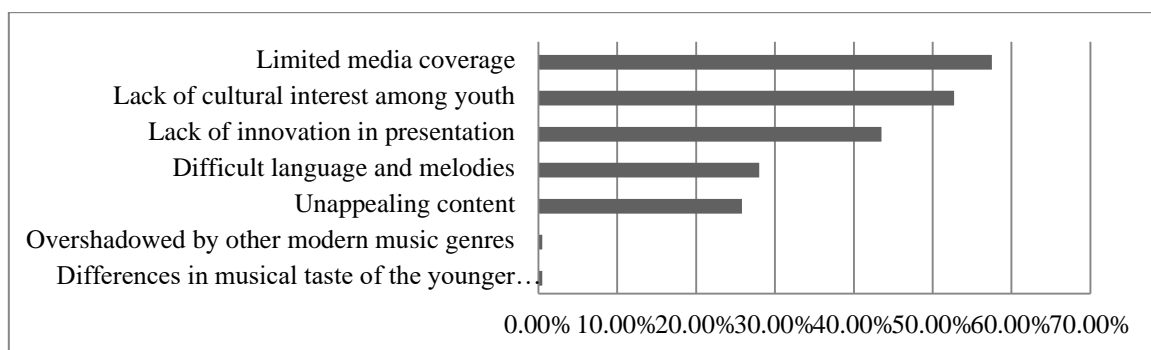 Limited media coverage
Lack of cultural interest among youth
Lack of innovation in presentation
Difficult language and melodies
Unappealing content
Overshadowed by other modern music genres
Differences in musical taste of the younger…
0.00% 10.00%20.00%30.00%40.00%50.00%60.00%70.00%